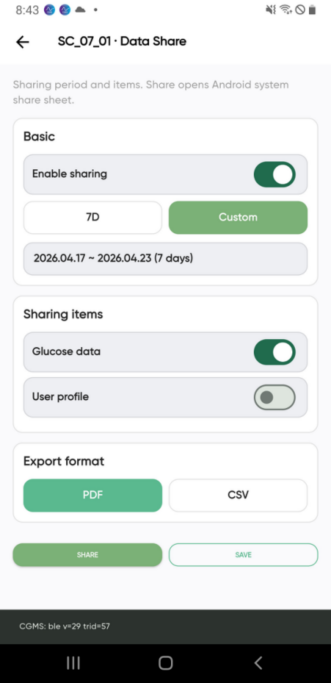 8:43
SC_07_01 · Data Share
Sharing period and items. Share opens Android system
share sheet.
Basic
Enable sharing
7D
Custom
2026.04.17 ~ 2026.04.23 (7 days)
Sharing items
Glucose data
User profile
Export format
PDF
CSV
SHARE
SAVE
CGMS: ble v=29 trid=57